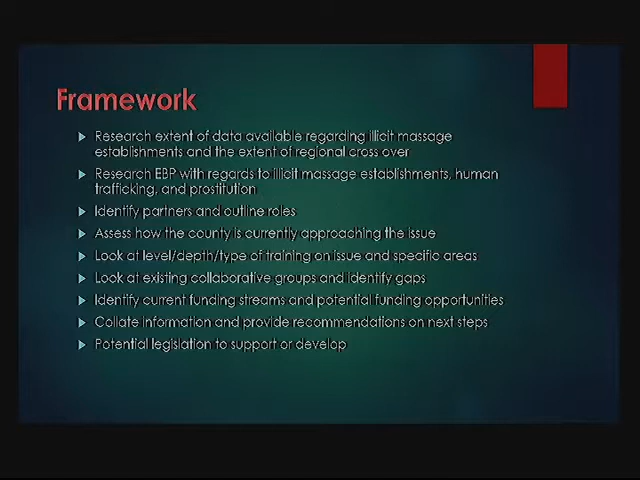 Framework
Research extent of data available regarding illicit massage
establishments and the extent of regional cross over
Research EBP with regards to illicit massage establishments, human
trafficking, and prostitution
Identify partners and outline roles
Assess how the county is currently approaching the issue
Look at level/depth/type of training on issue and specific areas
Look at existing collaborative groups and identify gaps
Identify current funding streams and potential funding opportunities
Collate information and provide recommendations on next steps
Potential legislation to support or develop